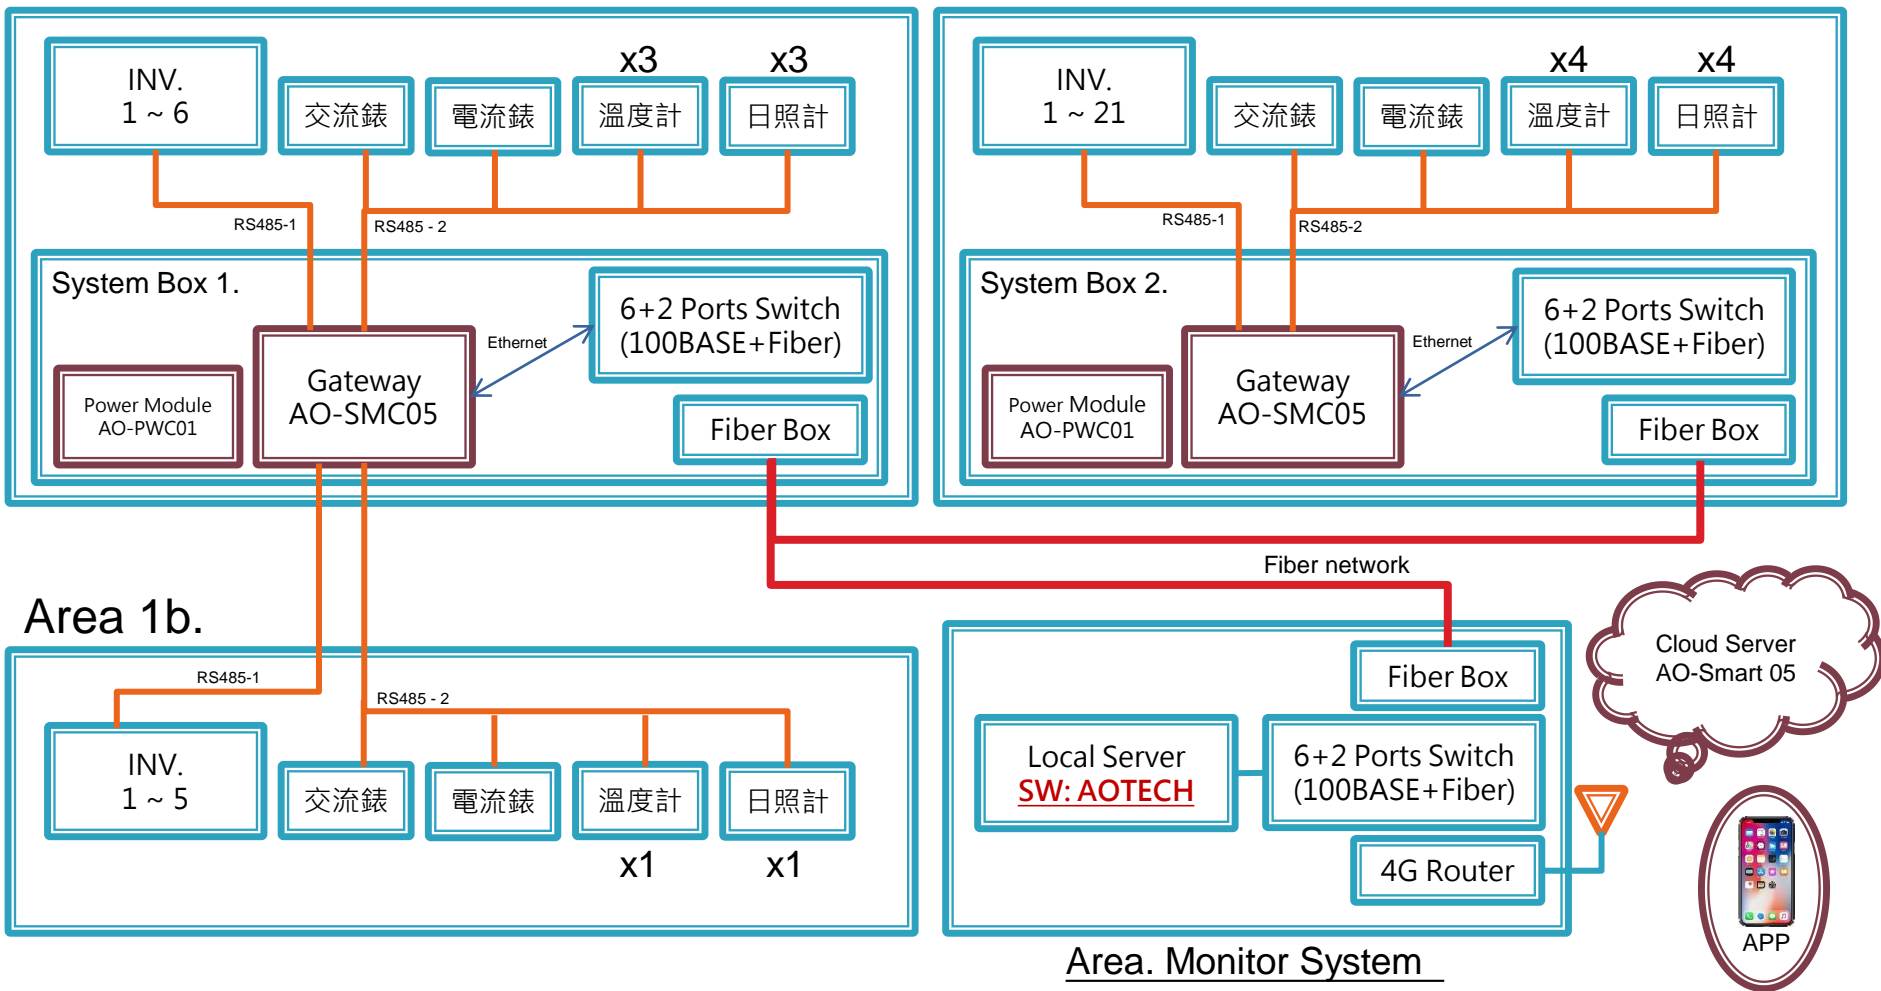 INV.
1 ~ 6
交流錶
電流錶
x3
溫度計
x3
日照計
RS485-1
RS485 - 2
System Box 1.
Power Module
AO-PWC01
Gateway
AO-SMC05
Ethernet
6+2 Ports Switch
(100BASE+Fiber)
Fiber Box
INV.
1 ~ 21
交流錶
電流錶
x4
溫度計
x4
日照計
RS485-1
RS485-2
System Box 2.
Power Module
AO-PWC01
Gateway
AO-SMC05
Ethernet
6+2 Ports Switch
(100BASE+Fiber)
Fiber Box
Fiber network
Area 1b.
RS485-1
RS485 - 2
INV.
1 ~ 5
交流錶
電流錶
溫度計
x1
日照計
x1
Fiber Box
Local Server
SW: AOTECH
6+2 Ports Switch
(100BASE+Fiber)
4G Router
Area. Monitor System
Cloud Server
AO-Smart 05
APP